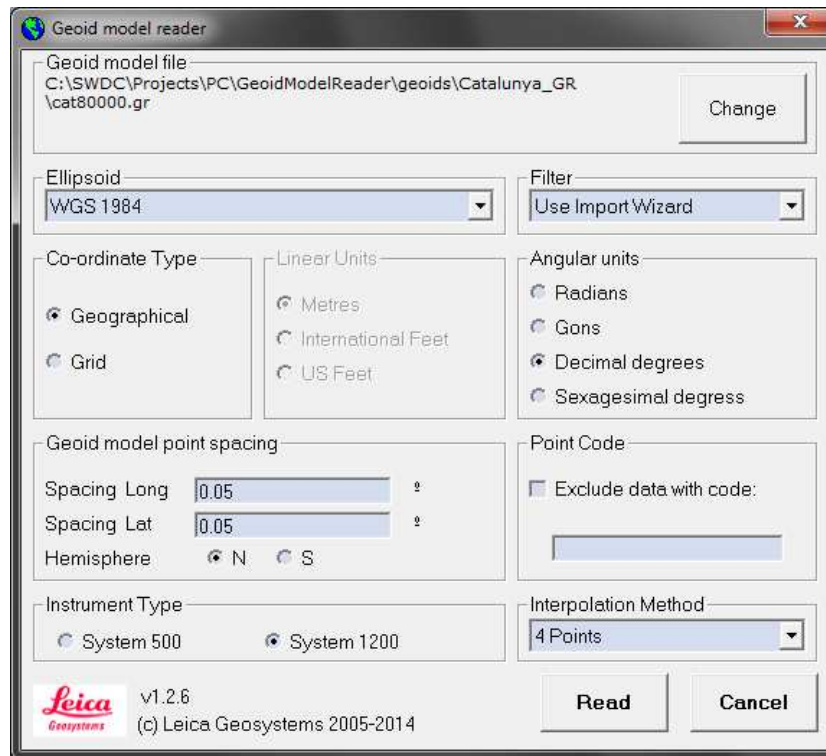 Geoid model reader
Geoid model file
C:\SWDC\Projects\PC\GeoidModelReader\geoids\Catalunya_GR
\cat80000.gr
Change
Ellipsoid
WGS 1984
Filter
Use Import Wizard
Co-ordinate Type
Geographical
Grid
Linear Units
Metres
International Feet
US Feet
Angular units
Radians
Gons
Decimal degrees
Sexagesimal degress
Geoid model point spacing
Spacing Long 0.05 º
Spacing Lat 0.05 º
Hemisphere N S
Point Code
Exclude data with code:
Instrument Type
System 500 System 1200
Interpolation Method
4 Points
Leica
Geosystems
v1.2.6
(c) Leica Geosystems 2005-2014
Read
Cancel